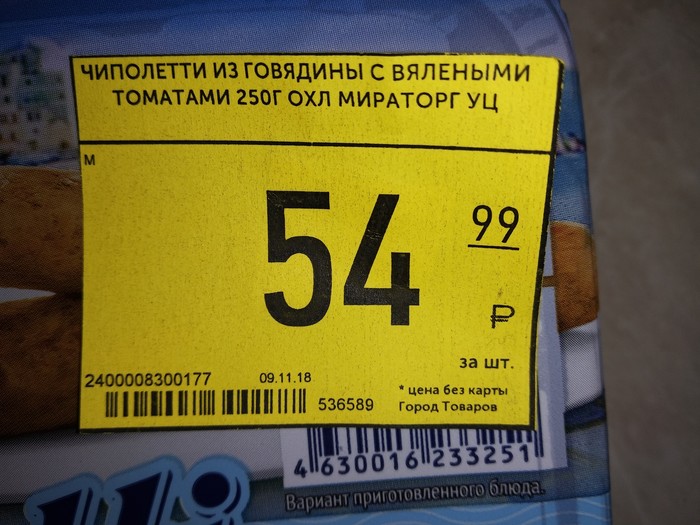 ЧИПОЛЕТТИ ИЗ ГОВЯДИНЫ С ВЯЛЕНЫМИ
ТОМАТАМИ 250Г ОХЛ МИРАТОРГ УЦ
М
54 99
₽
за шт.
2400008300177 09.11.18
* цена без карты
536589 Город Товаров
4 630016 233251
Вариант приготовленного блюда.